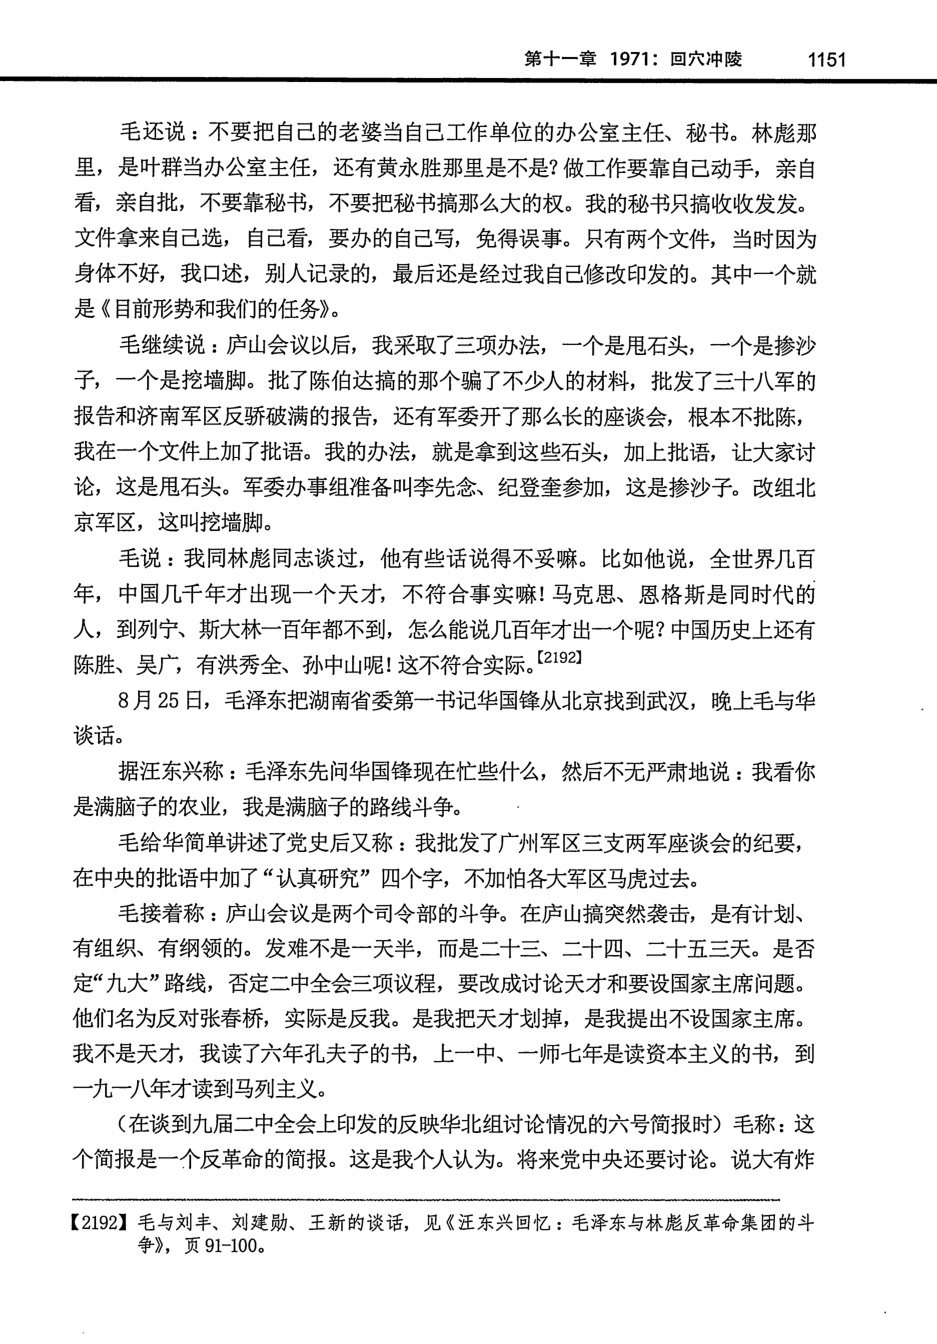 第十一章 1971：回穴冲陵 1151
毛还说：不要把自己的老婆当自己工作单位的办公室主任、秘书。林彪那
里，是叶群当办公室主任，还有黄永胜那里是不是?做工作要靠自己动手，亲自
看，亲自批，不要靠秘书，不要把秘书搞那么大的权。我的秘书只搞收收发发。
文件拿来自己选，自己看，要办的自己写，免得误事。只有两个文件，当时因为
身体不好，我口述，别人记录的，最后还是经过我自己修改印发的。其中一个就
是《目前形势和我们的任务》。
毛继续说：庐山会议以后，我采取了三项办法，一个是甩石头，一个是掺沙
子，一个是挖墙脚。批了陈伯达搞的那个骗了不少人的材料，批发了三十八军的
报告和济南军区反骄破满的报告，还有军委开了那么长的座谈会，根本不批陈，
我在一个文件上加了批语。我的办法，就是拿到这些石头，加上批语，让大家讨
论，这是甩石头。军委办事组准备叫李先念、纪登奎参加，这是掺沙子。改组北
京军区，这叫挖墙脚。
毛说：我同林彪同志谈过，他有些话说得不妥嘛。比如他说，全世界几百
年，中国几千年才出现一个天才，不符合事实嘛!马克思、恩格斯是同时代的
人，到列宁、斯大林一百年都不到，怎么能说几百年才出一个呢?中国历史上还有
陈胜、吴广，有洪秀全、孙中山呢!这不符合实际。【2192】
8月25日，毛泽东把湖南省委第一书记华国锋从北京找到武汉，晚上毛与华
谈话。
据汪东兴称：毛泽东先问华国锋现在忙些什么，然后不无严肃地说：我看你
是满脑子的农业，我是满脑子的路线斗争。
毛给华简单讲述了党史后又称：我批发了广州军区三支两军座谈会的纪要，
在中央的批语中加了“认真研究”四个字，不加怕各大军区马虎过去。
毛接着称：庐山会议是两个司令部的斗争。在庐山搞突然袭击，是有计划、
有组织、有纲领的。发难不是一天半，而是二十三、二十四、二十五三天。是否
定“九大”路线，否定二中全会三项议程，要改成讨论天才和要设国家主席问题。
他们名为反对张春桥，实际是反我。是我把天才划掉，是我提出不设国家主席。
我不是天才，我读了六年孔夫子的书，上一中、一师七年是读资本主义的书，到
一九一八年才读到马列主义。
（在谈到九届二中全会上印发的反映华北组讨论情况的六号简报时）毛称：这
个简报是一个反革命的简报。这是我个人认为。将来党中央还要讨论。说大有炸
【2192】毛与刘丰、刘建勋、王新的谈话，见《汪东兴回忆：毛泽东与林彪反革命集团的斗
争》，页91-100。